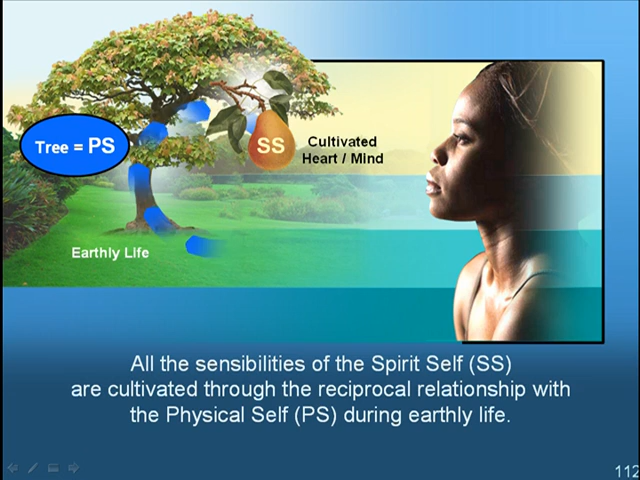 Tree = PS
SS
Cultivated
Heart / Mind
Earthly Life
All the sensibilities of the Spirit Self (SS)
are cultivated through the reciprocal relationship with
the Physical Self (PS) during earthly life.
112